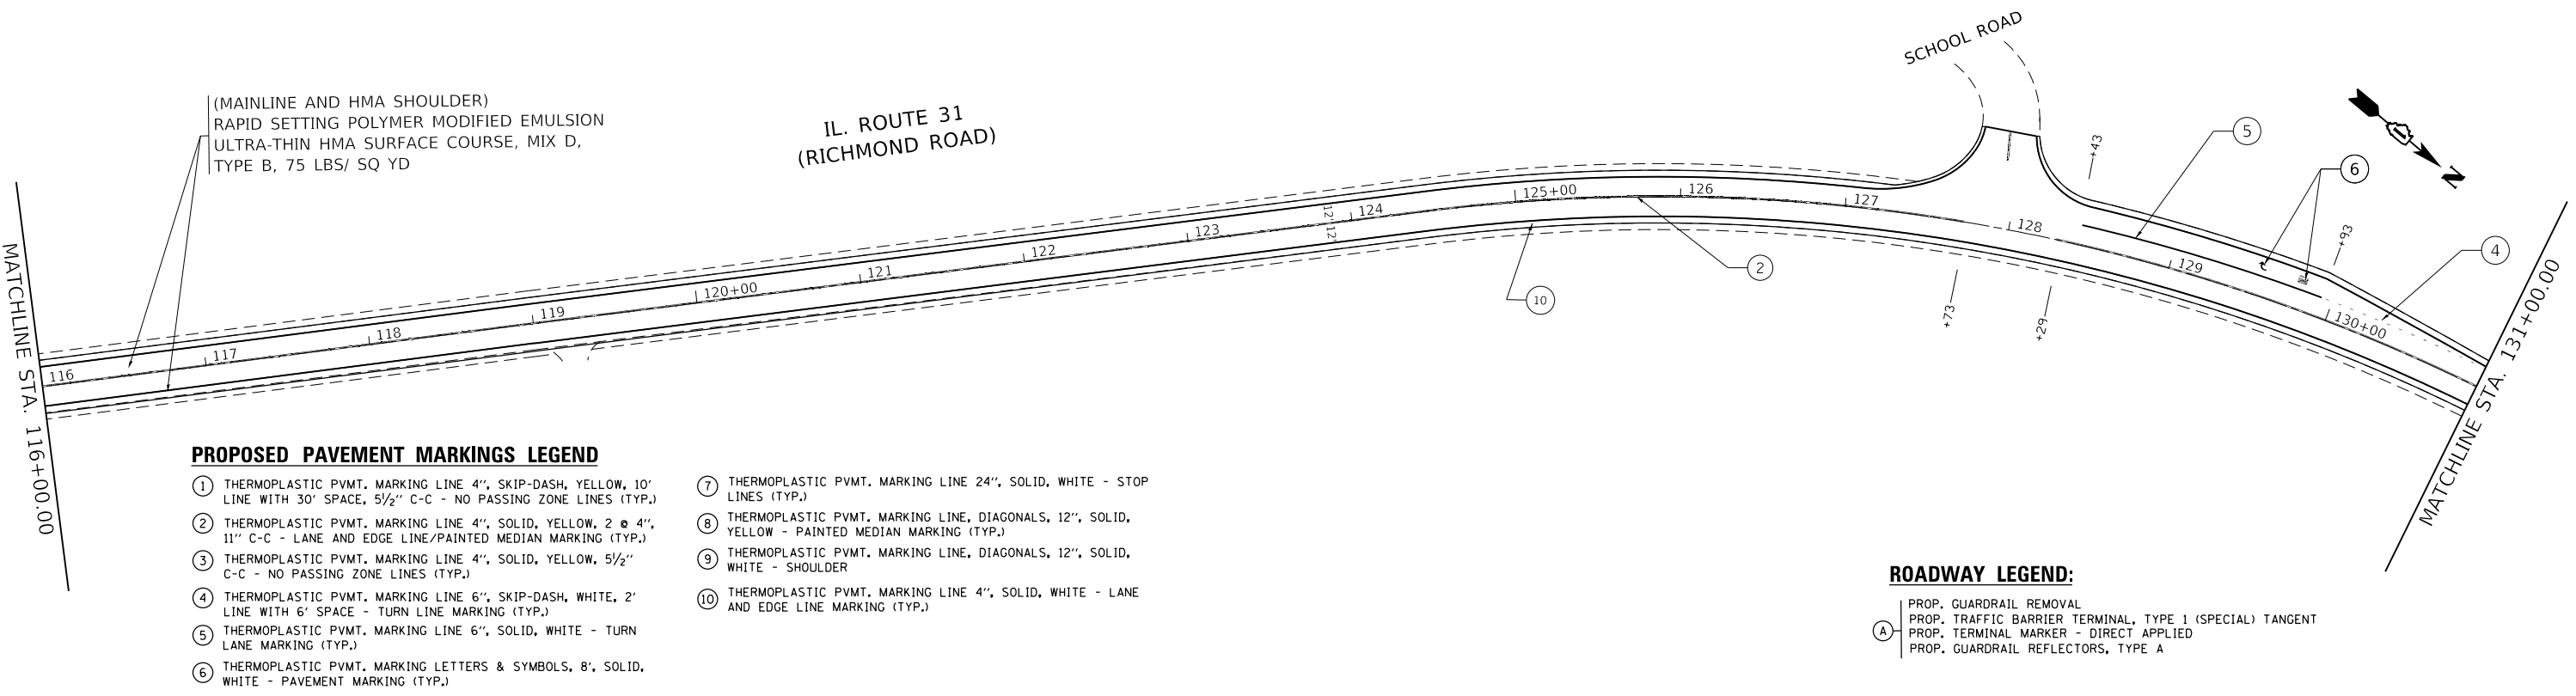 SCHOOL ROAD
(MAINLINE AND HMA SHOULDER)
RAPID SETTING POLYMER MODIFIED EMULSION
ULTRA-THIN HMA SURFACE COURSE, MIX D,
TYPE B, 75 LBS/ SQ YD
IL. ROUTE 31
(RICHMOND ROAD)
MATCHLINE STA. 116+00.00
116
117
118
119
120+00
121
122
123
12' 12'
124
125+00
126
127
128
129
130+00
+43
+93
+73
+29
5
6
4
2
10
N
MATCHLINE STA. 131+00.00
PROPOSED PAVEMENT MARKINGS LEGEND
1 THERMOPLASTIC PVMT. MARKING LINE 4", SKIP-DASH, YELLOW, 10'
LINE WITH 30' SPACE, 5½" C-C - NO PASSING ZONE LINES (TYP.)
2 THERMOPLASTIC PVMT. MARKING LINE 4", SOLID, YELLOW, 2 @ 4",
11" C-C - LANE AND EDGE LINE/PAINTED MEDIAN MARKING (TYP.)
3 THERMOPLASTIC PVMT. MARKING LINE 4", SOLID, YELLOW, 5½"
C-C - NO PASSING ZONE LINES (TYP.)
4 THERMOPLASTIC PVMT. MARKING LINE 6", SKIP-DASH, WHITE, 2'
LINE WITH 6' SPACE - TURN LINE MARKING (TYP.)
5 THERMOPLASTIC PVMT. MARKING LINE 6", SOLID, WHITE - TURN
LANE MARKING (TYP.)
6 THERMOPLASTIC PVMT. MARKING LETTERS & SYMBOLS, 8', SOLID,
WHITE - PAVEMENT MARKING (TYP.)
7 THERMOPLASTIC PVMT. MARKING LINE 24", SOLID, WHITE - STOP
LINES (TYP.)
8 THERMOPLASTIC PVMT. MARKING LINE, DIAGONALS, 12", SOLID,
YELLOW - PAINTED MEDIAN MARKING (TYP.)
9 THERMOPLASTIC PVMT. MARKING LINE, DIAGONALS, 12", SOLID,
WHITE - SHOULDER
10 THERMOPLASTIC PVMT. MARKING LINE 4", SOLID, WHITE - LANE
AND EDGE LINE MARKING (TYP.)
ROADWAY LEGEND:
A
PROP. GUARDRAIL REMOVAL
PROP. TRAFFIC BARRIER TERMINAL, TYPE 1 (SPECIAL) TANGENT
PROP. TERMINAL MARKER - DIRECT APPLIED
PROP. GUARDRAIL REFLECTORS, TYPE A